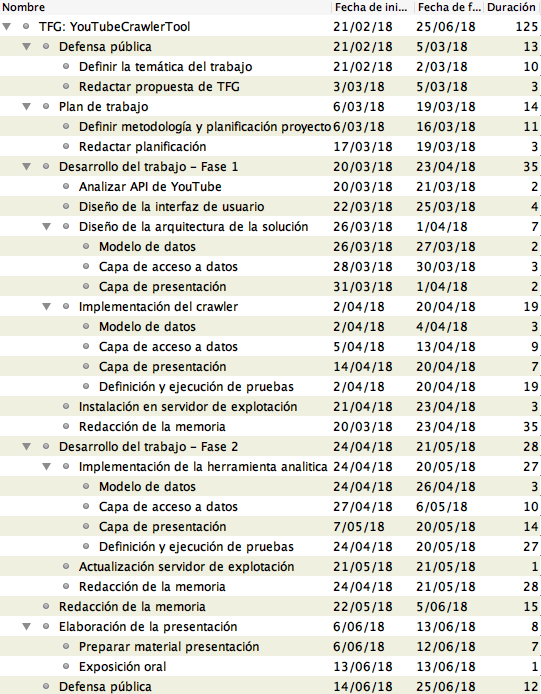 Nombre Fecha de ini... Fecha de f... Duración
TFG: YouTubeCrawlerTool 21/02/18 25/06/18 125
Defensa pública 21/02/18 5/03/18 13
Definir la temática del trabajo 21/02/18 2/03/18 10
Redactar propuesta de TFG 3/03/18 5/03/18 3
Plan de trabajo 6/03/18 19/03/18 14
Definir metodología y planificación proyecto 6/03/18 16/03/18 11
Redactar planificación 17/03/18 19/03/18 3
Desarrollo del trabajo – Fase 1 20/03/18 23/04/18 35
Analizar API de YouTube 20/03/18 21/03/18 2
Diseño de la interfaz de usuario 22/03/18 25/03/18 4
Diseño de la arquitectura de la solución 26/03/18 1/04/18 7
Modelo de datos 26/03/18 27/03/18 2
Capa de acceso a datos 28/03/18 30/03/18 3
Capa de presentación 31/03/18 1/04/18 2
Implementación del crawler 2/04/18 20/04/18 19
Modelo de datos 2/04/18 4/04/18 3
Capa de acceso a datos 5/04/18 13/04/18 9
Capa de presentación 14/04/18 20/04/18 7
Definición y ejecución de pruebas 2/04/18 20/04/18 19
Instalación en servidor de explotación 21/04/18 23/04/18 3
Redacción de la memoria 20/03/18 23/04/18 35
Desarrollo del trabajo – Fase 2 24/04/18 21/05/18 28
Implementación de la herramienta analitica 24/04/18 20/05/18 27
Modelo de datos 24/04/18 26/04/18 3
Capa de acceso a datos 27/04/18 6/05/18 10
Capa de presentación 7/05/18 20/05/18 14
Definición y ejecución de pruebas 24/04/18 20/05/18 27
Actualización servidor de explotación 21/05/18 21/05/18 1
Redacción de la memoria 24/04/18 21/05/18 28
Redacción de la memoria 22/05/18 5/06/18 15
Elaboración de la presentación 6/06/18 13/06/18 8
Preparar material presentación 6/06/18 12/06/18 7
Exposición oral 13/06/18 13/06/18 1
Defensa pública 14/06/18 25/06/18 12